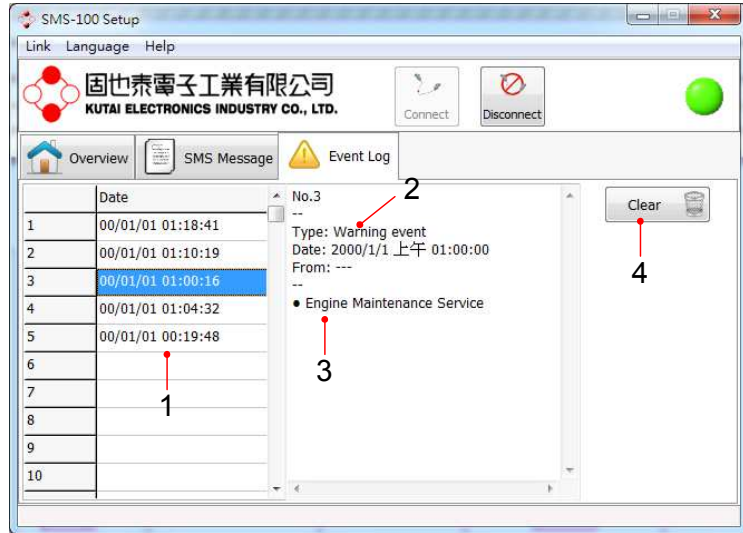 SMS-100 Setup
Link Language Help
固也泰電子工業有限公司
KUTAI ELECTRONICS INDUSTRY CO., LTD.
Connect
Disconnect
Overview
SMS Message
Event Log
Date
1 00/01/01 01:18:41
2 00/01/01 01:10:19
3 00/01/01 01:00:16
4 00/01/01 01:04:32
5 00/01/01 00:19:48
6
7
8
9
10
1
No.3
--
Type: Warning event
Date: 2000/1/1 上午 01:00:00
From: ---
--
● Engine Maintenance Service
2
3
Clear
4